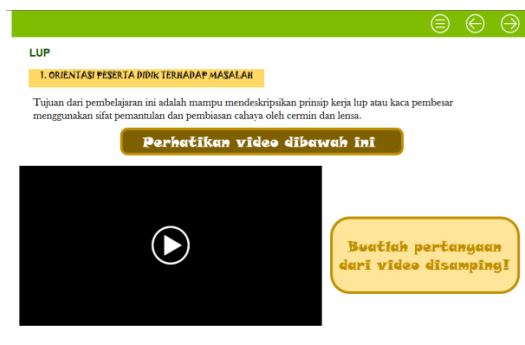 LUP
1. ORIENTASI PESERTA DIDIK TERHADAP MASALAH
Tujuan dari pembelajaran ini adalah mampu mendeskripsikan prinsip kerja lup atau kaca pembesar
menggunakan sifat pemantulan dan pembiasan cahaya oleh cermin dan lensa.
Perhatikan video dibawah ini
Buatlah pertanyaan
dari video disamping!